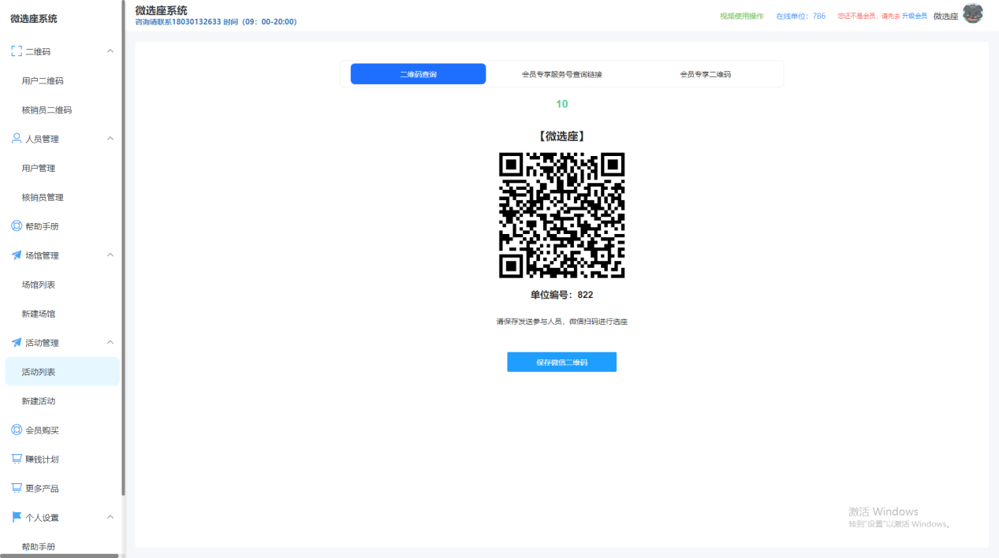 微选座系统
二维码
用户二维码
核销员二维码
人员管理
用户管理
核销员管理
帮助手册
场馆管理
场馆列表
新建场馆
活动管理
活动列表
新建活动
会员购买
赚钱计划
更多产品
个人设置
帮助手册
微选座系统
咨询请联系18030132633 时间（09：00-20:00）
视频使用操作 在线单位：786 您还不是会员，请先去 升级会员 微选座
二维码查询 会员专享服务号查询链接 会员专享二维码
10
【微选座】
单位编号：822
请保存发送参与人员，微信扫码进行选座
保存微信二维码
激活 Windows
转到"设置"以激活 Windows。